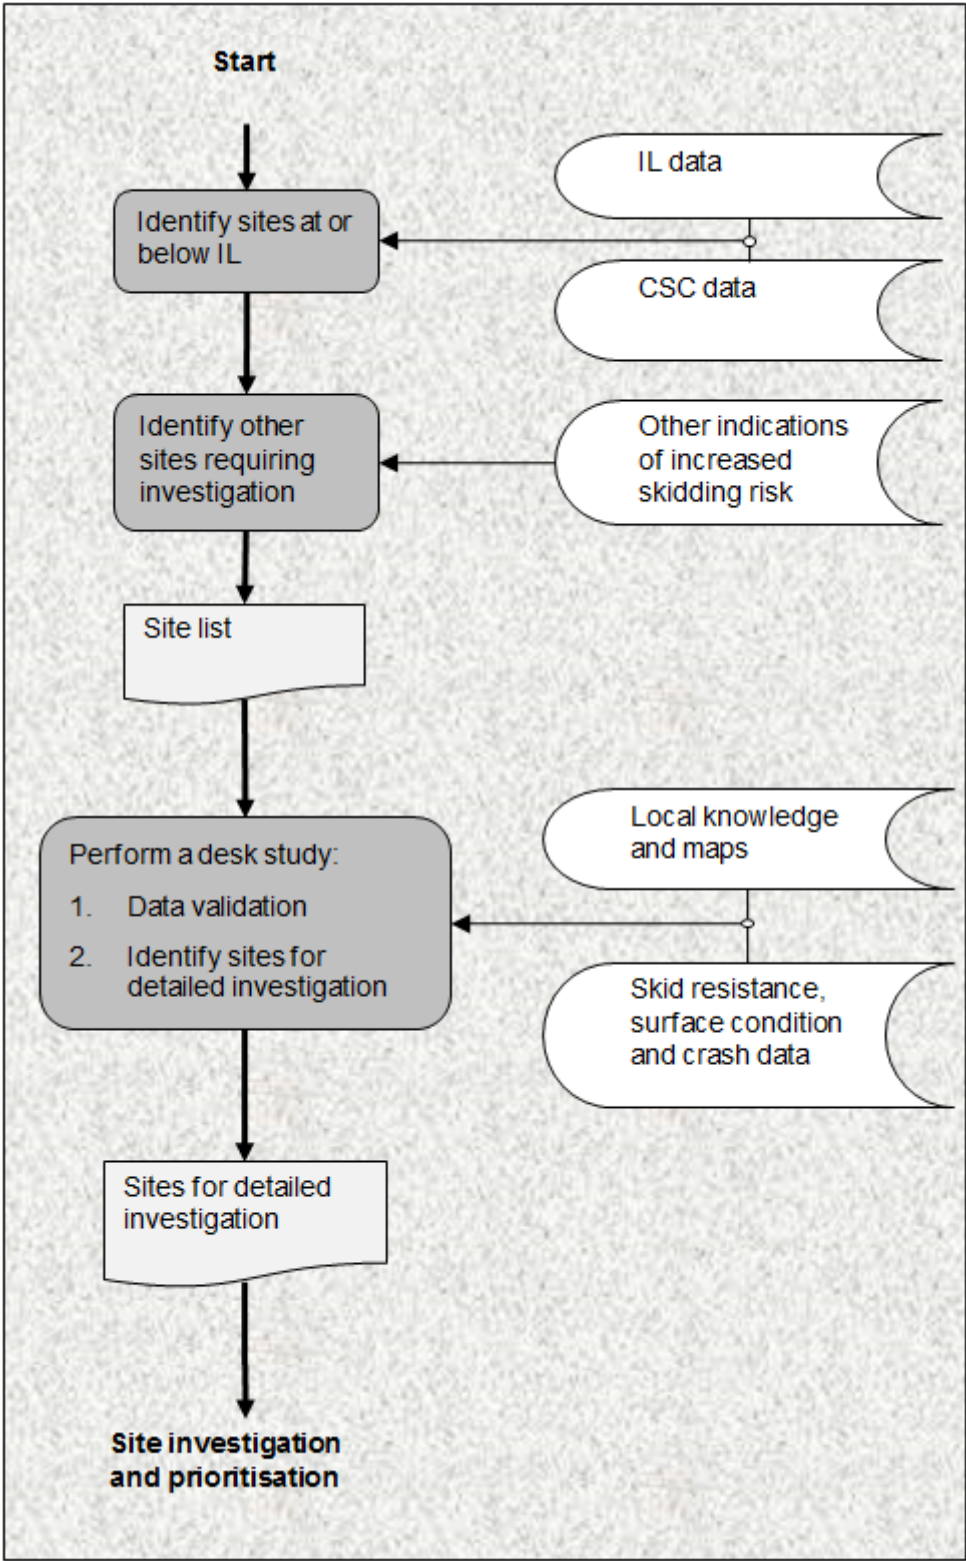 Start
IL data
Identify sites at or
below IL
CSC data
Identify other
sites requiring
investigation
Other indications
of increased
skidding risk
Site list
Local knowledge
and maps
Perform a desk study:
1. Data validation
2. Identify sites for
detailed investigation
Skid resistance,
surface condition
and crash data
Sites for detailed
investigation
Site investigation
and prioritisation